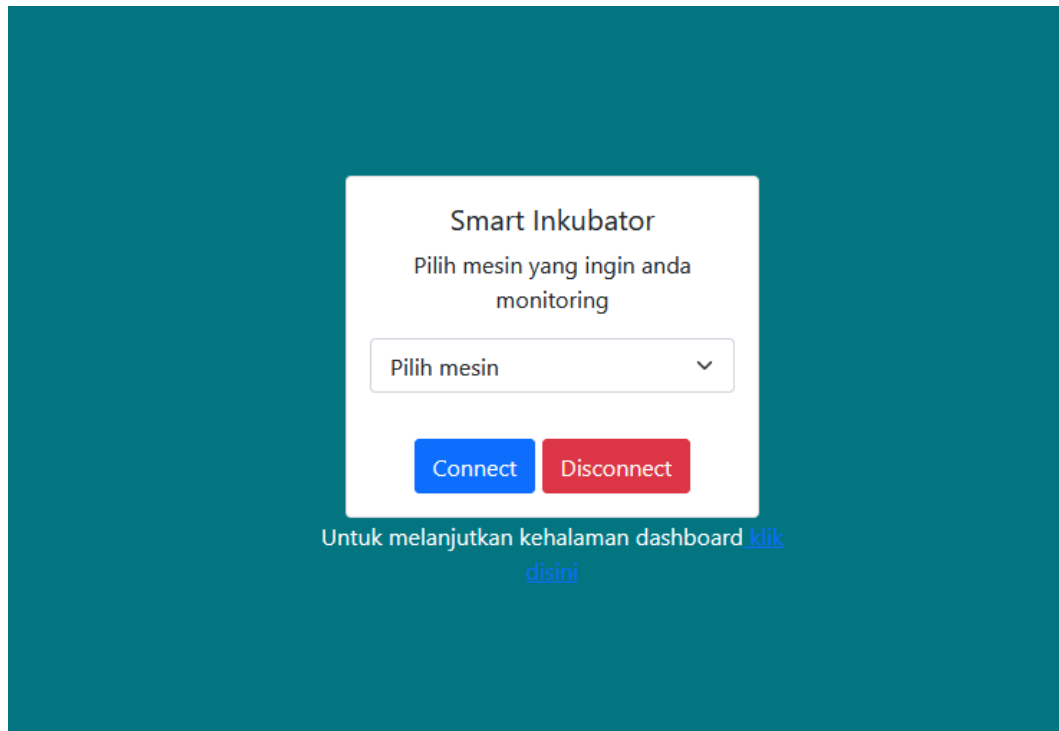 Smart Inkubator
Pilih mesin yang ingin anda
monitoring
Pilih mesin
Connect Disconnect
Untuk melanjutkan kehalaman dashboard klik
disini